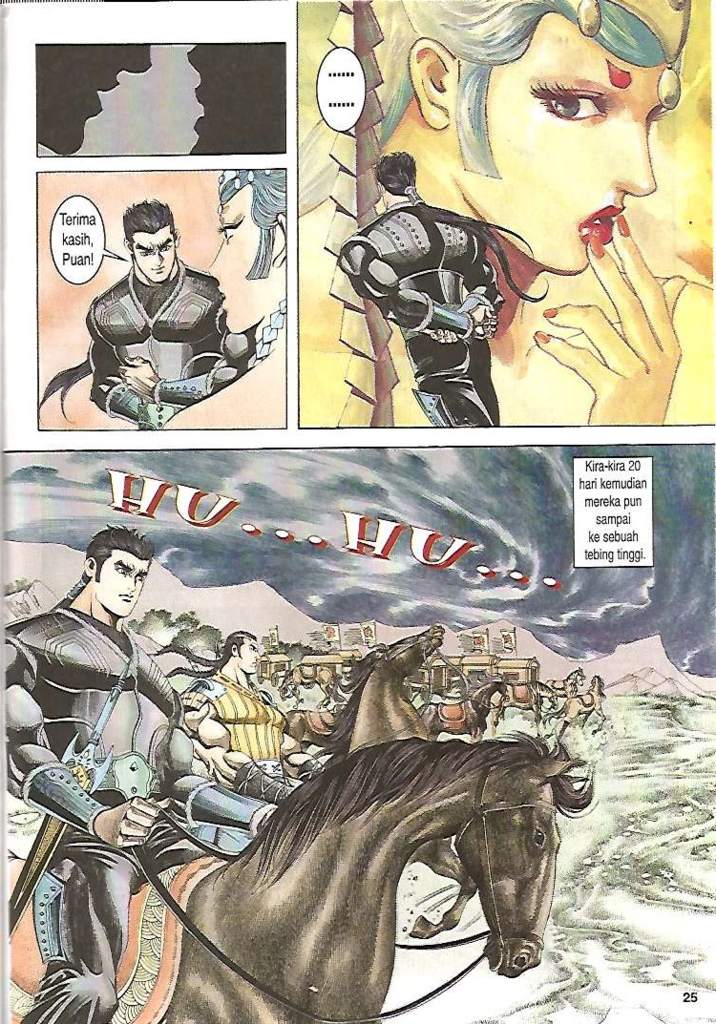 ......
......
Terima
kasih,
Puan!
Kira-kira 20
hari kemudian
mereka pun
sampai
ke sebuah
tebing tinggi.
HU... HU...
25